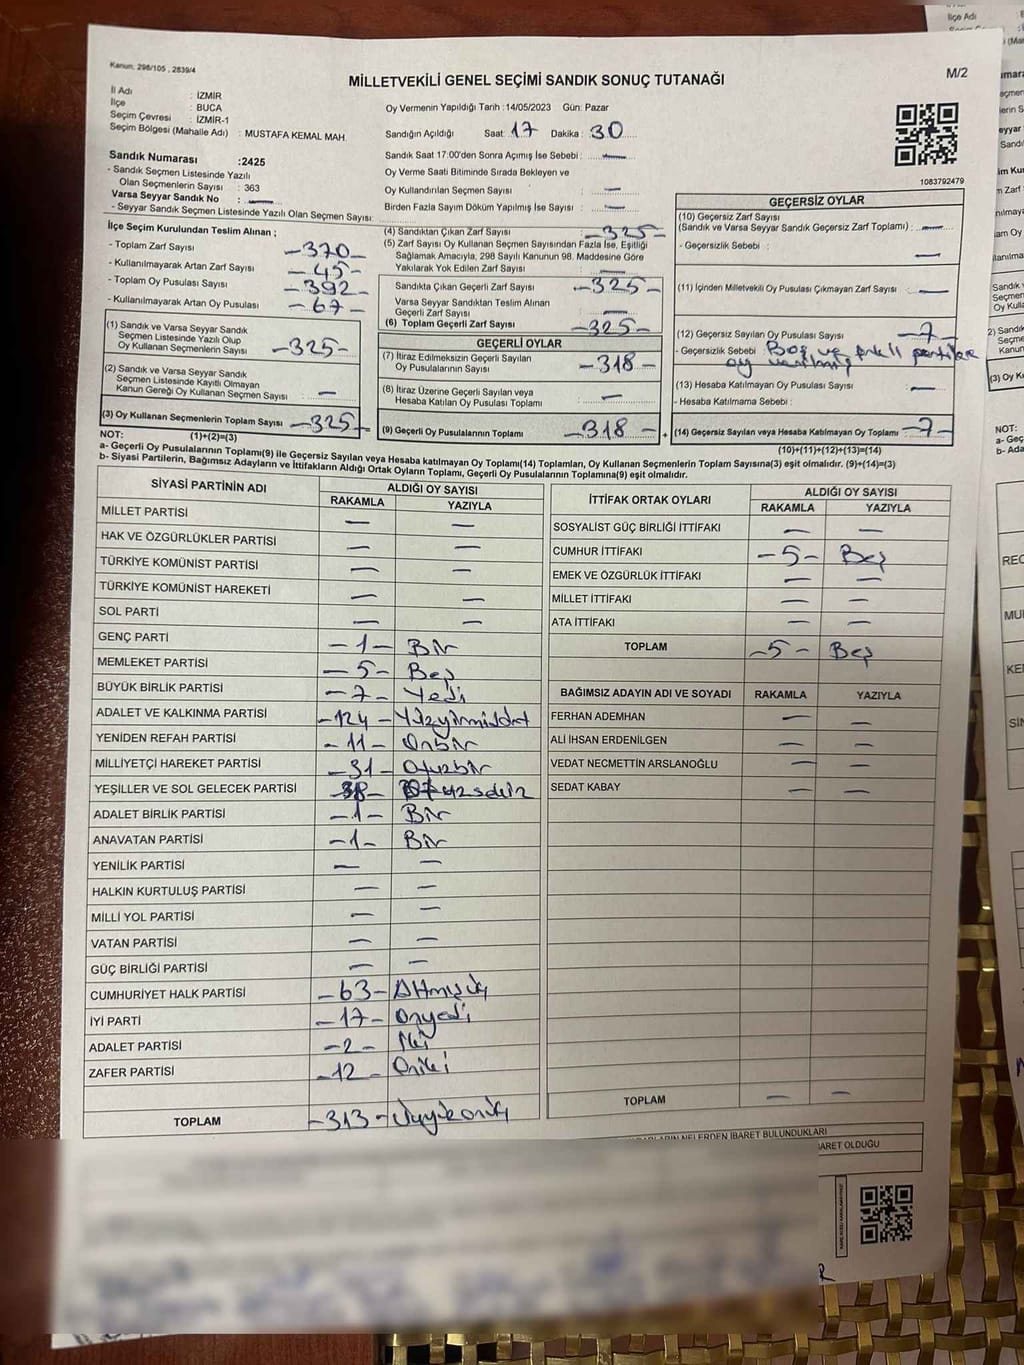 Kanun: 298/105 , 2839/4
M/2
MİLLETVEKİLİ GENEL SEÇİMİ SANDIK SONUÇ TUTANAĞI
İl Adı : İZMİR
İlçe : BUCA
Seçim Çevresi : İZMİR-1
Seçim Bölgesi (Mahalle Adı) : MUSTAFA KEMAL MAH.
Sandık Numarası :2425
- Sandık Seçmen Listesinde Yazılı
Olan Seçmenlerin Sayısı : 363
Varsa Seyyar Sandık No : —
- Seyyar Sandık Seçmen Listesinde Yazılı Olan Seçmen Sayısı:
Oy Vermenin Yapıldığı Tarih : 14/05/2023 Gün: Pazar
Sandığın Açıldığı Saat 17 Dakika : 30
Sandık Saat 17:00'den Sonra Açımış İse Sebebi : —
Oy Verme Saati Bitiminde Sırada Bekleyen ve
Oy Kullandırılan Seçmen Sayısı : —
Birden Fazla Sayım Döküm Yapılmış İse Sayısı : —
1083792479
İlçe Seçim Kurulundan Teslim Alınan ;
- Toplam Zarf Sayısı -370-
- Kullanılmayarak Artan Zarf Sayısı -45-
- Toplam Oy Pusulası Sayısı -392-
- Kullanılmayarak Artan Oy Pusulası -67-
(1) Sandık ve Varsa Seyyar Sandık
Seçmen Listesinde Yazılı Olup
Oy Kullanan Seçmenlerin Sayısı : -325-
(2) Sandık ve Varsa Seyyar Sandık
Seçmen Listesinde Kayıtlı Olmayan
Kanun Gereği Oy Kullanan Seçmen Sayısı : —
(3) Oy Kullanan Seçmenlerin Toplam Sayısı -325-
(1)+(2)=(3)
(4) Sandıktan Çıkan Zarf Sayısı : -325-
(5) Zarf Sayısı Oy Kullanan Seçmen Sayısından Fazla İse, Eşitliği
Sağlamak Amacıyla, 298 Sayılı Kanunun 98. Maddesine Göre
Yakılarak Yok Edilen Zarf Sayısı : —
Sandıkta Çıkan Geçerli Zarf Sayısı : -325-
Varsa Seyyar Sandıktan Teslim Alınan
Geçerli Zarf Sayısı : —
(6) Toplam Geçerli Zarf Sayısı : -325-
GEÇERLİ OYLAR
(7) İtiraz Edilmeksizin Geçerli Sayılan
Oy Pusulalarının Sayısı : -318-
(8) İtiraz Üzerine Geçerli Sayılan veya
Hesaba Katılan Oy Pusulası Toplamı : —
(9) Geçerli Oy Pusulalarının Toplamı -318-
GEÇERSİZ OYLAR
(10) Geçersiz Zarf Sayısı
(Sandık ve Varsa Seyyar Sandık Geçersiz Zarf Toplamı) : —
- Geçersizlik Sebebi : —
(11) İçinden Milletvekili Oy Pusulası Çıkmayan Zarf Sayısı : —
(12) Geçersiz Sayılan Oy Pusulası Sayısı -7-
- Geçersizlik Sebebi : Boş ve farklı partilere
oy verilmiş
(13) Hesaba Katılmayan Oy Pusulası Sayısı : —
- Hesaba Katılmama Sebebi :
+ (14) Geçersiz Sayılan veya Hesaba Katılmayan Oy Toplamı : -7-
(10)+(11)+(12)+(13)=(14)
NOT:
a- Geçerli Oy Pusulalarının Toplamı(9) ile Geçersiz Sayılan veya Hesaba katılmayan Oy Toplamı(14) Toplamları, Oy Kullanan Seçmenlerin Toplam Sayısına(3) eşit olmalıdır. (9)+(14)=(3)
b- Siyasi Partilerin, Bağımsız Adayların ve İttifakların Aldığı Ortak Oyların Toplamı, Geçerli Oy Pusulalarının Toplamına(9) eşit olmalıdır.
SİYASİ PARTİNİN ADI ALDIĞI OY SAYISI
RAKAMLA YAZIYLA
MİLLET PARTİSİ — —
HAK VE ÖZGÜRLÜKLER PARTİSİ — —
TÜRKİYE KOMÜNİST PARTİSİ — —
TÜRKİYE KOMÜNİST HAREKETİ — —
SOL PARTİ — —
GENÇ PARTİ -1- Bir
MEMLEKET PARTİSİ -5- Beş
BÜYÜK BİRLİK PARTİSİ -7- Yedi
ADALET VE KALKINMA PARTİSİ -124- Yüzyirmidört
YENİDEN REFAH PARTİSİ -11- Onbir
MİLLİYETÇİ HAREKET PARTİSİ -31- Otuzbir
YEŞİLLER VE SOL GELECEK PARTİSİ -38- Otuzsekiz
ADALET BİRLİK PARTİSİ -1- Bir
ANAVATAN PARTİSİ -1- Bir
YENİLİK PARTİSİ — —
HALKIN KURTULUŞ PARTİSİ — —
MİLLİ YOL PARTİSİ — —
VATAN PARTİSİ — —
GÜÇ BİRLİĞİ PARTİSİ — —
CUMHURİYET HALK PARTİSİ -63- Altmışüç
İYİ PARTİ -17- Onyedi
ADALET PARTİSİ -2- İki
ZAFER PARTİSİ -12- Oniki
TOPLAM -313- Üçyüzonüç
İTTİFAK ORTAK OYLARI ALDIĞI OY SAYISI
RAKAMLA YAZIYLA
SOSYALİST GÜÇ BİRLİĞİ İTTİFAKI — —
CUMHUR İTTİFAKI -5- Beş
EMEK VE ÖZGÜRLÜK İTTİFAKI — —
MİLLET İTTİFAKI — —
ATA İTTİFAKI — —
TOPLAM -5- Beş
BAĞIMSIZ ADAYIN ADI VE SOYADI RAKAMLA YAZIYLA
FERHAN ADEMHAN — —
ALİ İHSAN ERDENİLGEN — —
VEDAT NECMETTİN ARSLANOĞLU — —
SEDAT KABAY — —
TOPLAM — —
NELERDEN İBARET BULUNDUKLARI
İBARET OLDUĞU